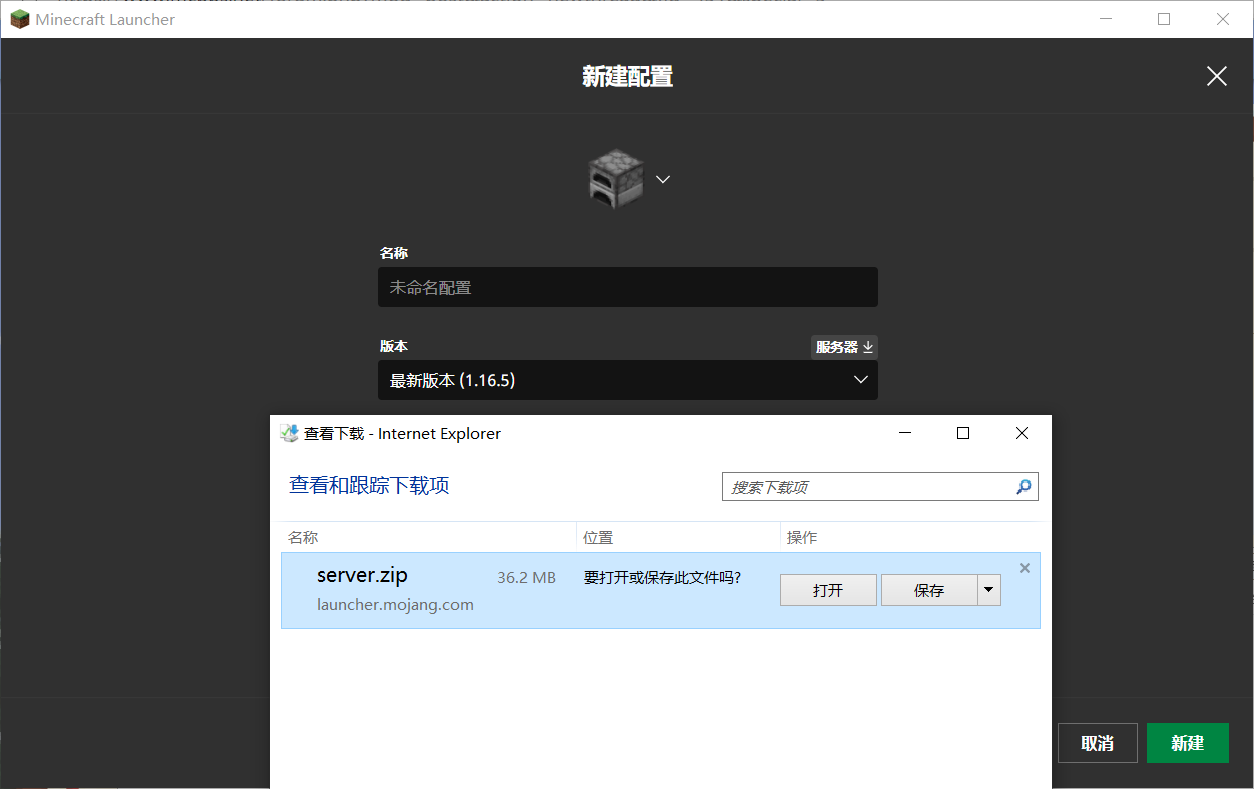 Minecraft Launcher
新建配置
名称
未命名配置
版本
服务器
最新版本 (1.16.5)
查看下载 - Internet Explorer
查看和跟踪下载项
搜索下载项
名称 位置 操作
server.zip 36.2 MB 要打开或保存此文件吗? 打开 保存
launcher.mojang.com
取消 新建